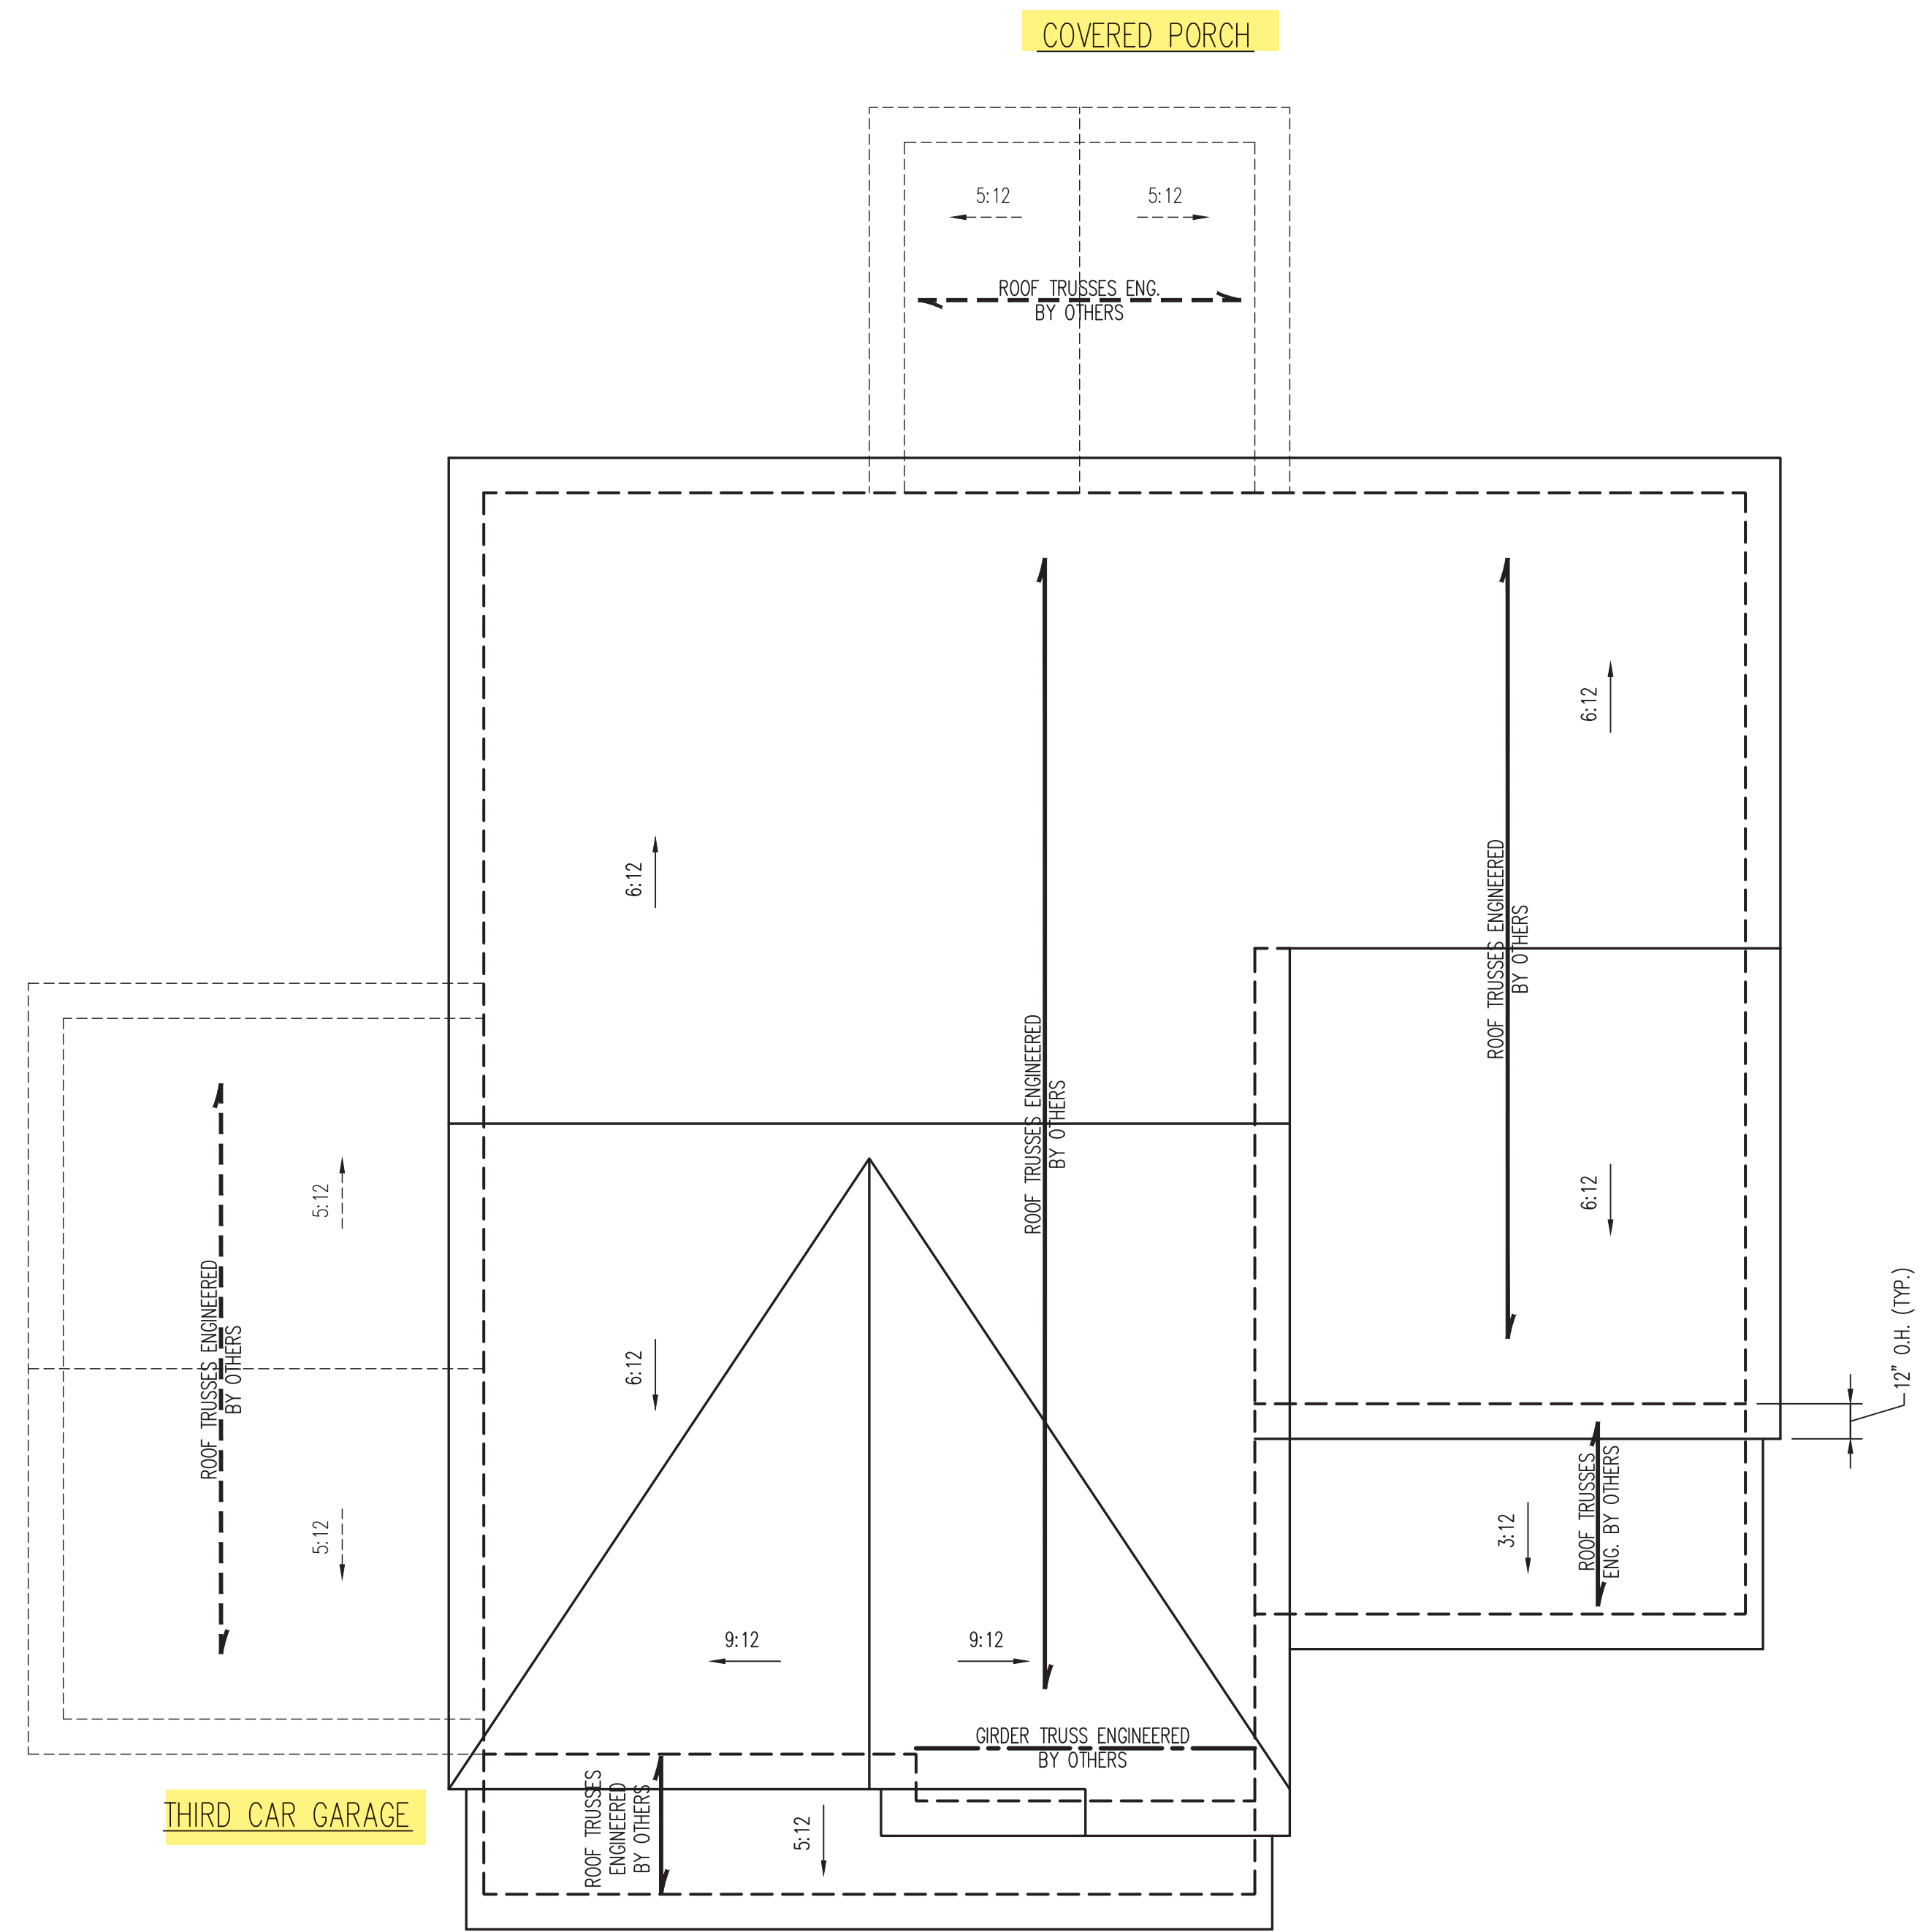 COVERED PORCH
5:12
5:12
ROOF TRUSSES ENG.
BY OTHERS
6:12
6:12
ROOF TRUSSES ENGINEERED
BY OTHERS
ROOF TRUSSES ENGINEERED
BY OTHERS
5:12
6:12
ROOF TRUSSES ENGINEERED
BY OTHERS
6:12
12" O.H. (TYP.)
5:12
3:12
ROOF TRUSSES
ENG. BY OTHERS
9:12
9:12
GIRDER TRUSS ENGINEERED
BY OTHERS
THIRD CAR GARAGE
ROOF TRUSSES
ENGINEERED
BY OTHERS
5:12